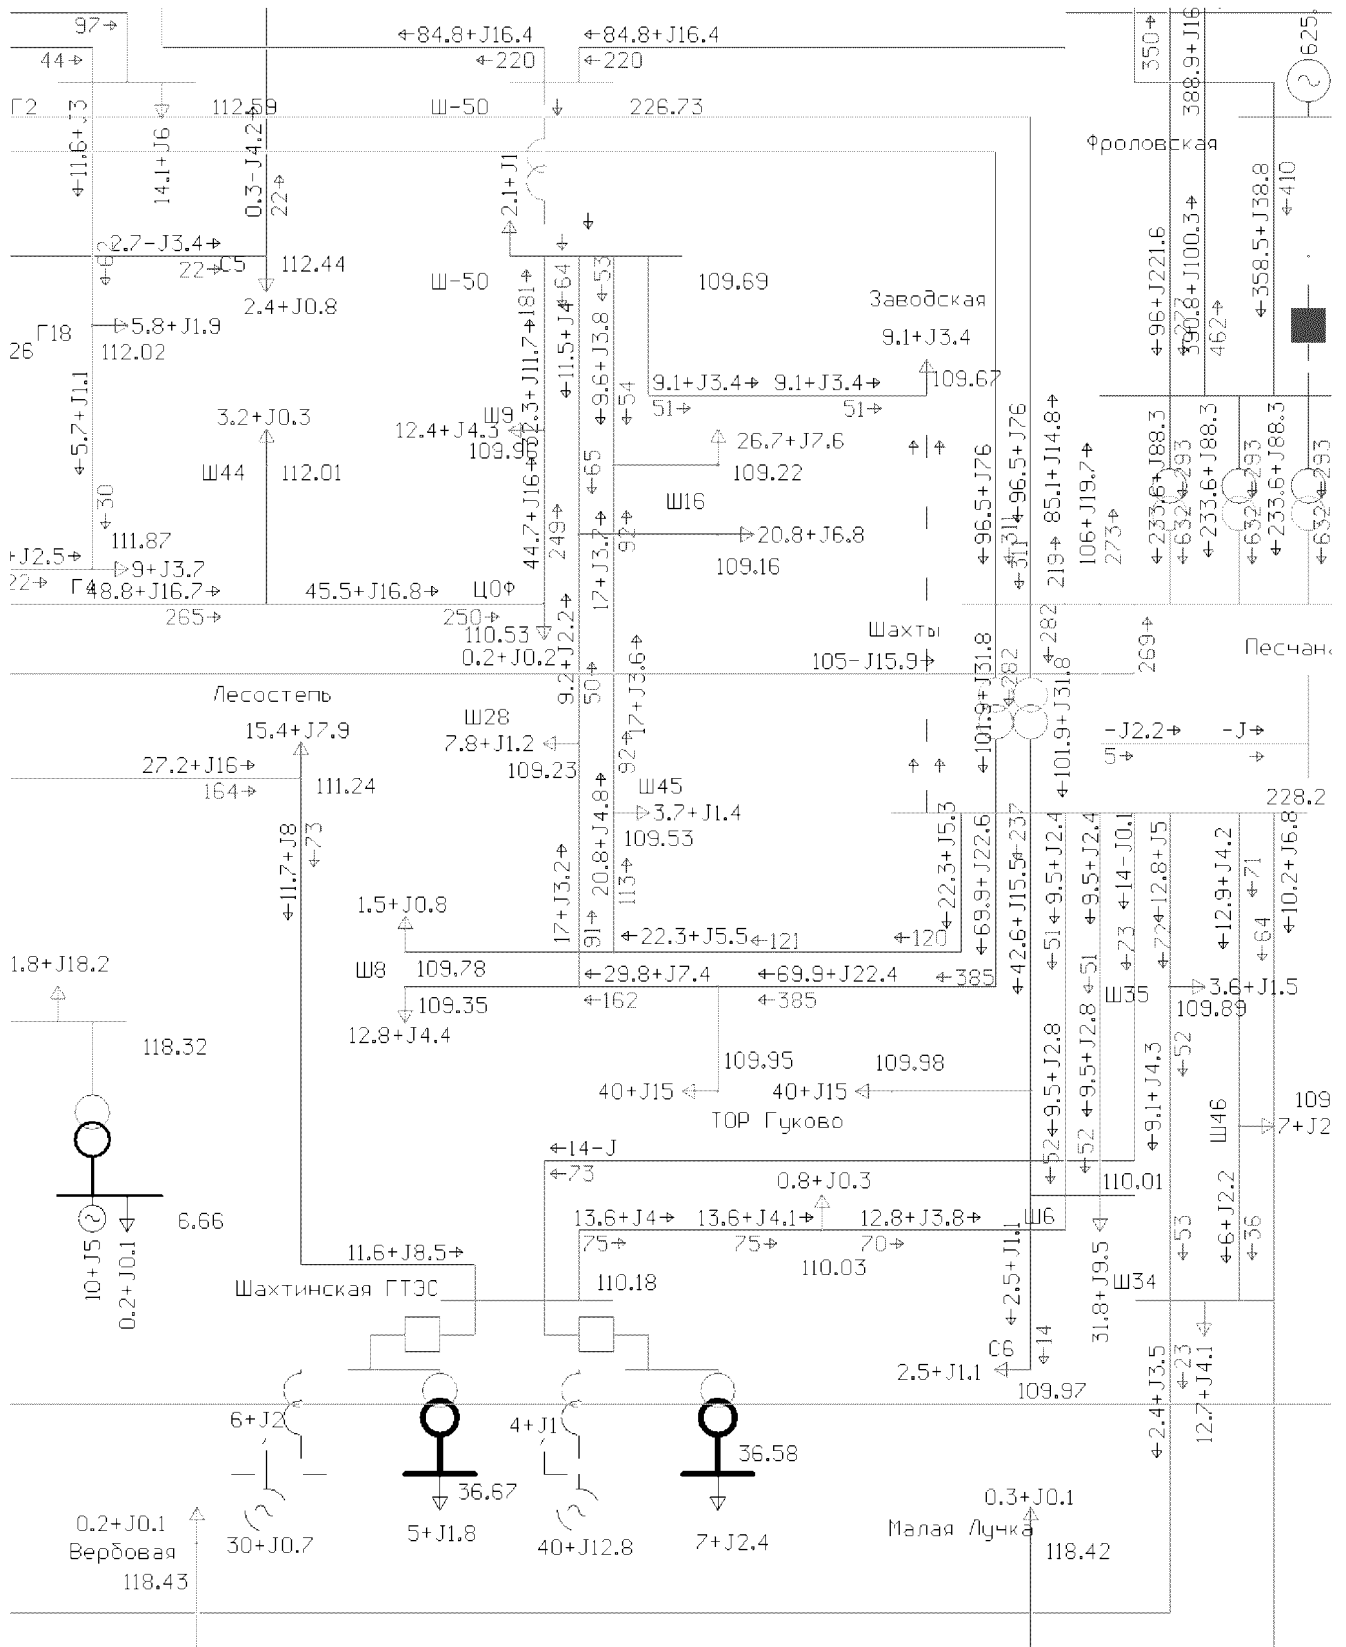 97→
44→
←84.8+J16.4
←220
←84.8+J16.4
←220
350→
388.9+J16
625.
Г2
←11.6+J3
14.1+J6
112.59
0.3-J4.2→
22→
Ш-50
226.73
2.1+J1
Фроловская
←410
←358.5+J38.8
←62
2.7-J3.4→
22→
С5
112.44
2.4+J0.8
Ш-50
109.69
181→
←64
←53
←96+J221.6
390.8+J100.3→
462→
Заводская
9.1+J3.4
109.67
Г18
5.8+J1.9
26
112.02
←5.7+J1.1
←30
←11.5+J4
←9.6+J3.8
←54
9.1+J3.4→
9.1+J3.4→
51→
51→
3.2+J0.3
Ш44
112.01
Ш9
12.4+J4.3
26.7+J7.6
109.22
Ш16
←65
44.7+J16→
249→
17+J3.7→
92→
20.8+J6.8
109.16
←96.5+J76
←96.5+J76
←311
←311
85.1+J14.8→
219→
106+J19.7→
273→
←233.6+J88.3
←632
←293
←233.6+J88.3
←632
←293
←233.6+J88.3
←632
←293
111.87
+J2.5→
22→
Г4
9+J3.7
48.8+J16.7→
265→
45.5+J16.8→
250→
ЦОФ
110.53
0.2+J0.2
9.2+J2.2→
50→
17+J3.6→
92→
Шахты
105-J15.9→
←101.9+J31.8
←282
←282
←101.9+J31.8
269→
Песчан
Лесостепь
15.4+J7.9
27.2+J16→
164→
111.24
Ш28
7.8+J1.2
109.23
Ш45
3.7+J1.4
109.53
-J2.2→
-J→
5→
228.2
←11.7+J8
←73
17+J3.2→
91→
20.8+J4.8→
113→
←22.3+J5.3
←69.9+J22.6
←42.6+J15.5
←237
←9.5+J2.4
←51
←9.5+J2.4
←51
←14-J0.1
←73
←12.8+J5
←72
←12.9+J4.2
←71
←64
←10.2+J6.8
1.5+J0.8
←22.3+J5.5
←121
←120
Ш8
109.78
←29.8+J7.4
←69.9+J22.4
←385
109.35
←162
←385
12.8+J4.4
1.8+J18.2
118.32
Ш35
3.6+J1.5
109.89
←52
109.95
109.98
40+J15
40+J15
ТОР Гуково
←9.5+J2.8
←52
←9.5+J2.8
←52
←9.1+J4.3
Ш46
109
7+J2
←14-J
←73
0.8+J0.3
110.01
6.66
10+J5
0.2+J0.1
13.6+J4→
13.6+J4.1→
12.8+J3.8→
75→
75→
70→
Ш6
110.03
←53
←6+J2.2
←36
11.6+J8.5→
Шахтинская ГТЭС
110.18
←2.5+J1.1
←14
31.8+J9.5
Ш34
С6
2.5+J1.1
109.97
←2.4+J3.5
←23
12.7+J4.1
6+J2
4+J1
36.67
36.58
0.2+J0.1
Вербовая
118.43
30+J0.7
5+J1.8
40+J12.8
7+J2.4
0.3+J0.1
Малая Лучка
118.42